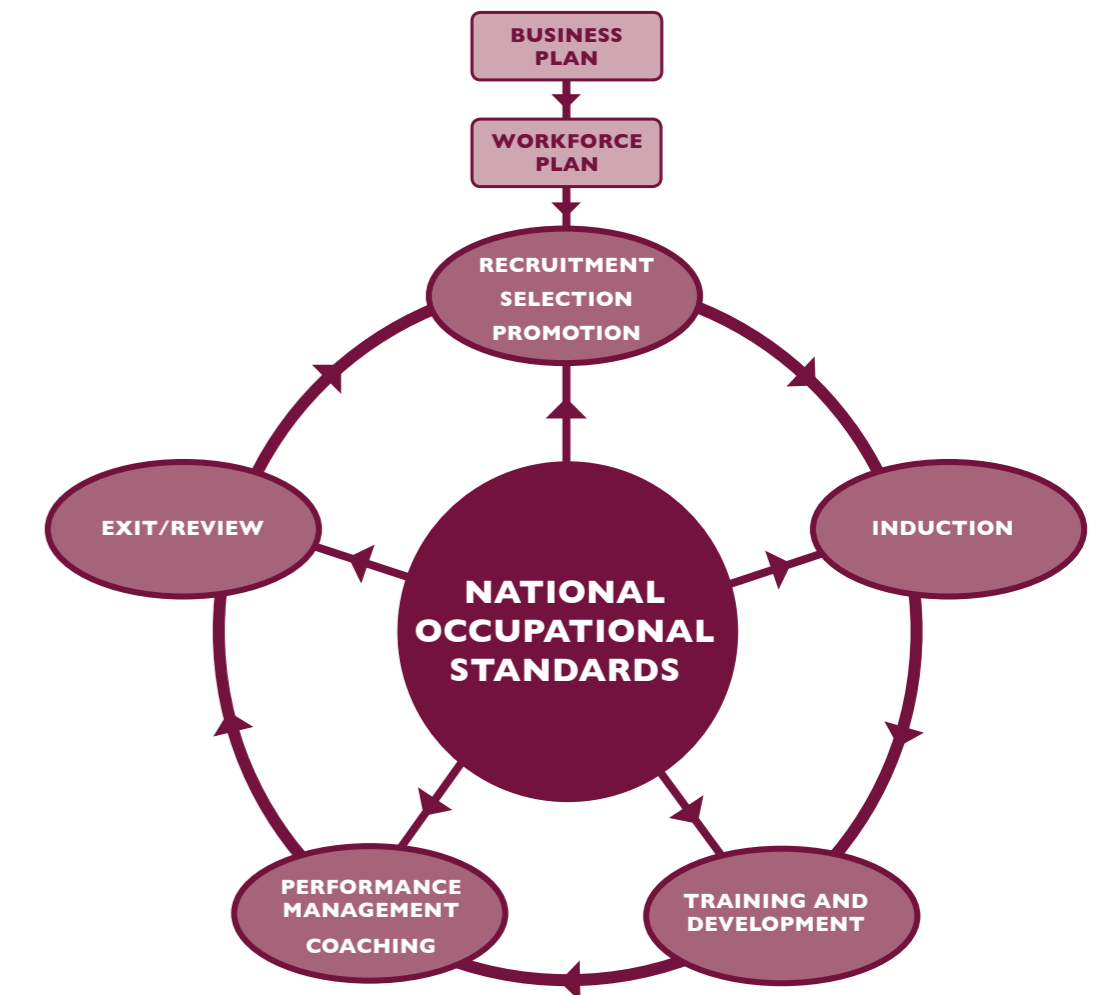 BUSINESS
PLAN
WORKFORCE
PLAN
RECRUITMENT
SELECTION
PROMOTION
EXIT/REVIEW
INDUCTION
NATIONAL
OCCUPATIONAL
STANDARDS
PERFORMANCE
MANAGEMENT
COACHING
TRAINING AND
DEVELOPMENT